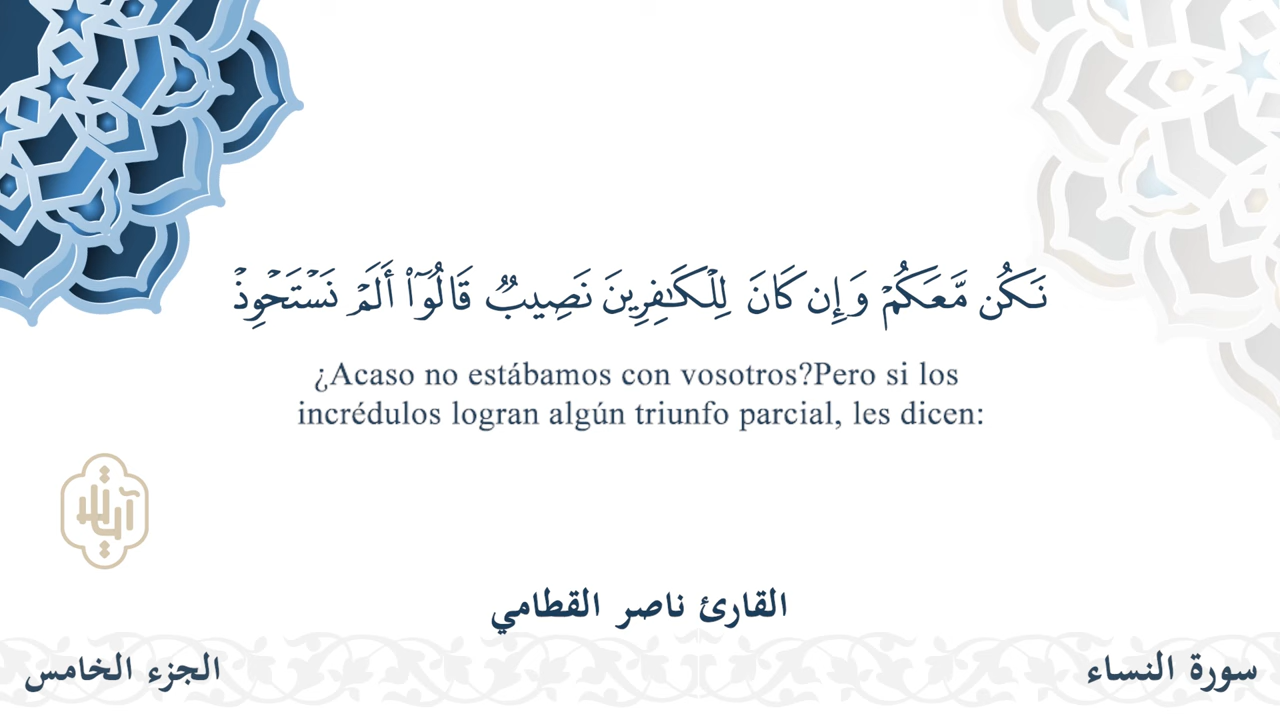 نَكُن مَّعَكُمۡ وَإِن كَانَ لِلۡكَٰفِرِينَ نَصِيبٞ قَالُوٓاْ أَلَمۡ نَسۡتَحۡوِذۡ
¿Acaso no estábamos con vosotros?Pero si los
incrédulos logran algún triunfo parcial, les dicen:
القارئ ناصر القطامي
سورة النساء
الجزء الخامس